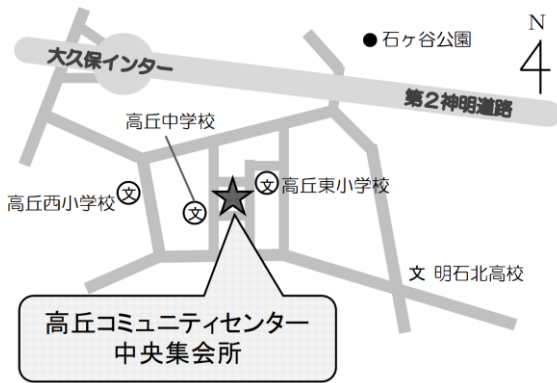 石ヶ谷公園
N
大久保インター
第2神明道路
高丘中学校
文
高丘東小学校
高丘西小学校
文
文
文 明石北高校
高丘コミュニティセンター
中央集会所